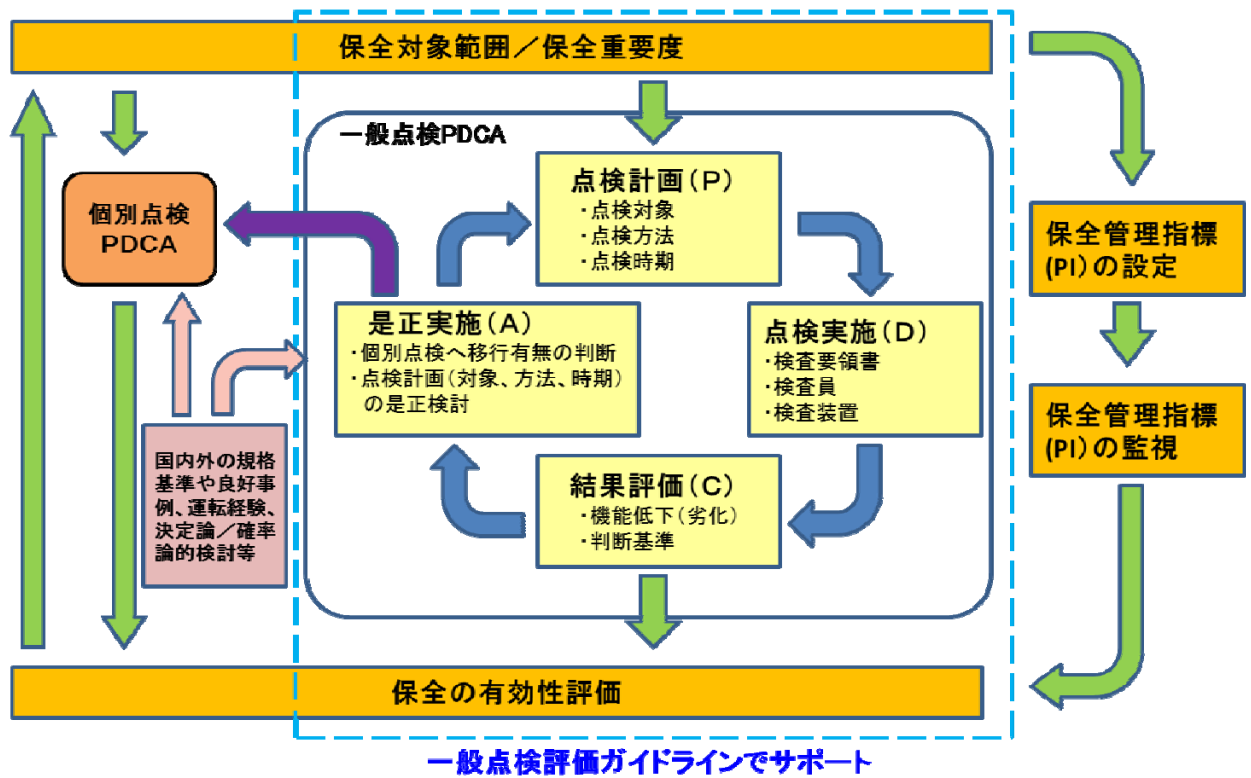 保全対象範囲／保全重要度
一般点検PDCA
点検計画（P）
・点検対象
・点検方法
・点検時期
個別点検
PDCA
保全管理指標
(PI)の設定
是正実施（A）
・個別点検へ移行有無の判断
・点検計画（対象、方法、時期）
の是正検討
点検実施（D）
・検査要領書
・検査員
・検査装置
保全管理指標
(PI)の監視
国内外の規格
基準や良好事
例、運転経験、
決定論／確率
論的検討等
結果評価（C）
・機能低下（劣化）
・判断基準
保全の有効性評価
一般点検評価ガイドラインでサポート